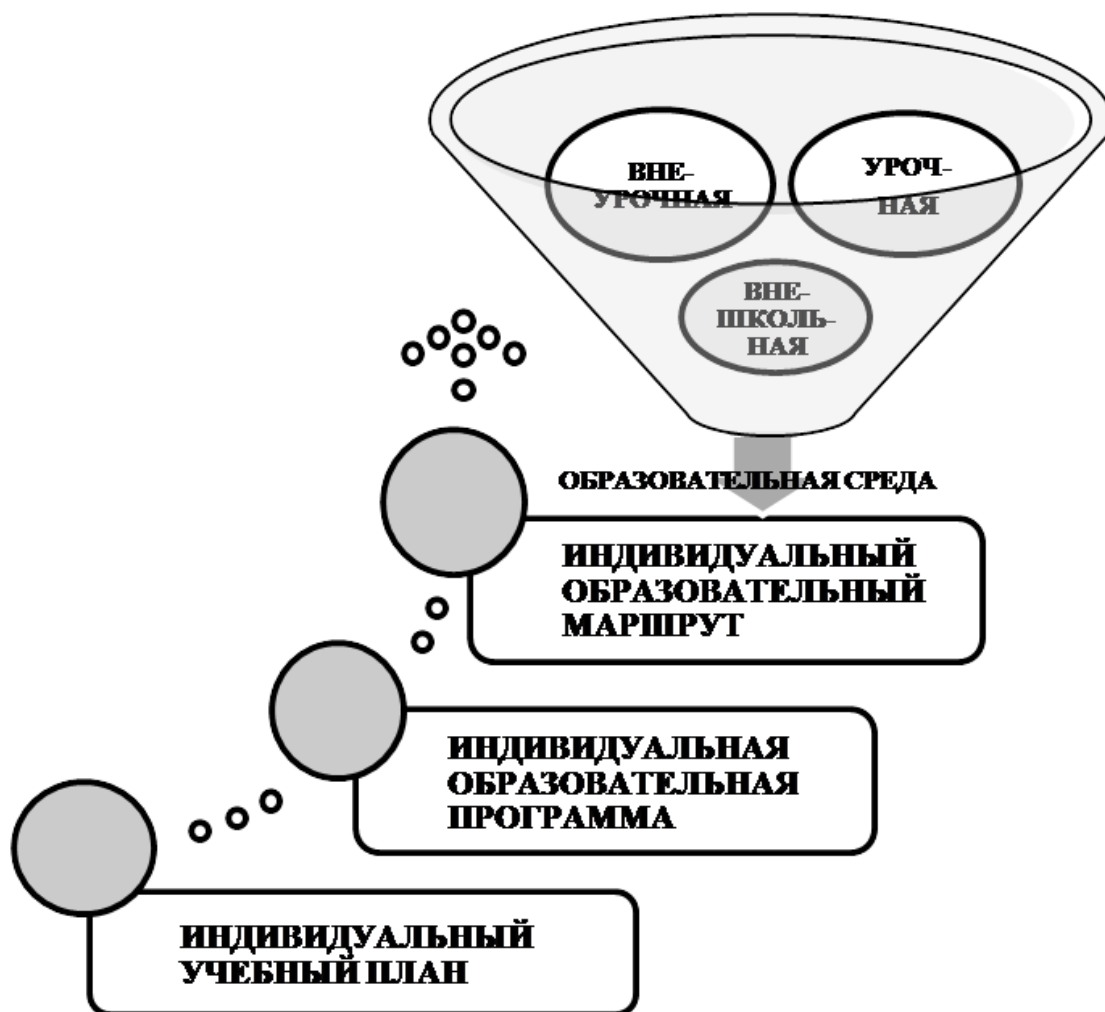 ВНЕ-
УРОЧНАЯ
УРОЧ-
НАЯ
ВНЕ-
ШКОЛЬ-
НАЯ
ОБРАЗОВАТЕЛЬНАЯ СРЕДА
ИНДИВИДУАЛЬНЫЙ
ОБРАЗОВАТЕЛЬНЫЙ
МАРШРУТ
ИНДИВИДУАЛЬНАЯ
ОБРАЗОВАТЕЛЬНАЯ
ПРОГРАММА
ИНДИВИДУАЛЬНЫЙ
УЧЕБНЫЙ ПЛАН